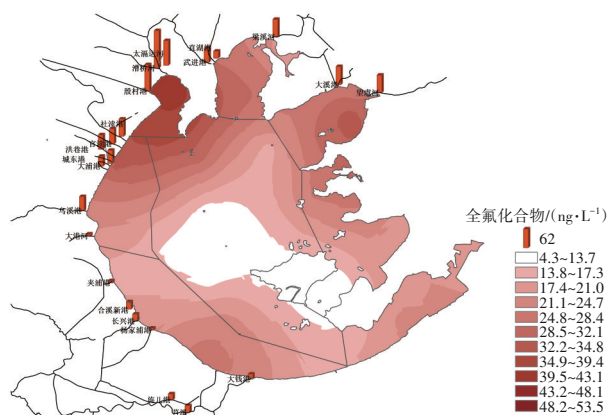 梁溪河
直湖港
武进港
太滆运河
漕桥河
殷村港
大溪港
望虞河
社渎港
官渎港
洪巷港
城东港
大浦港
乌溪港
大港河
夹浦港
合溪新港
长兴港
杨家浦港
大钱港
全氟化合物/(ng·L⁻¹)
62
4.3~13.7
13.8~17.3
17.4~21.0
21.1~24.7
24.8~28.4
28.5~32.1
32.2~34.8
34.9~39.4
39.5~43.1
43.2~48.1
48.2~53.5